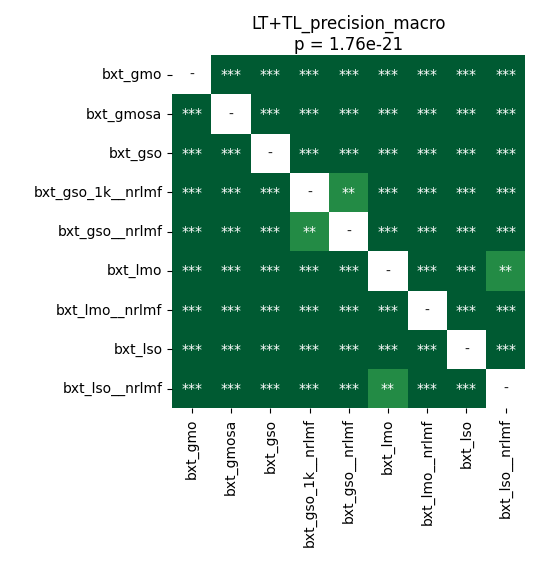 LT+TL_precision_macro
p = 1.76e-21
bxt_gmo - *** *** *** *** *** *** *** ***
bxt_gmosa *** - *** *** *** *** *** *** ***
bxt_gso *** *** - *** *** *** *** *** ***
bxt_gso_1k__nrlmf *** *** *** - ** *** *** *** ***
bxt_gso__nrlmf *** *** *** ** - *** *** *** ***
bxt_lmo *** *** *** *** *** - *** *** **
bxt_lmo__nrlmf *** *** *** *** *** *** - *** ***
bxt_lso *** *** *** *** *** *** *** - ***
bxt_lso__nrlmf *** *** *** *** *** ** *** *** -
bxt_gmo
bxt_gmosa
bxt_gso
bxt_gso_1k__nrlmf
bxt_gso__nrlmf
bxt_lmo
bxt_lmo__nrlmf
bxt_lso
bxt_lso__nrlmf